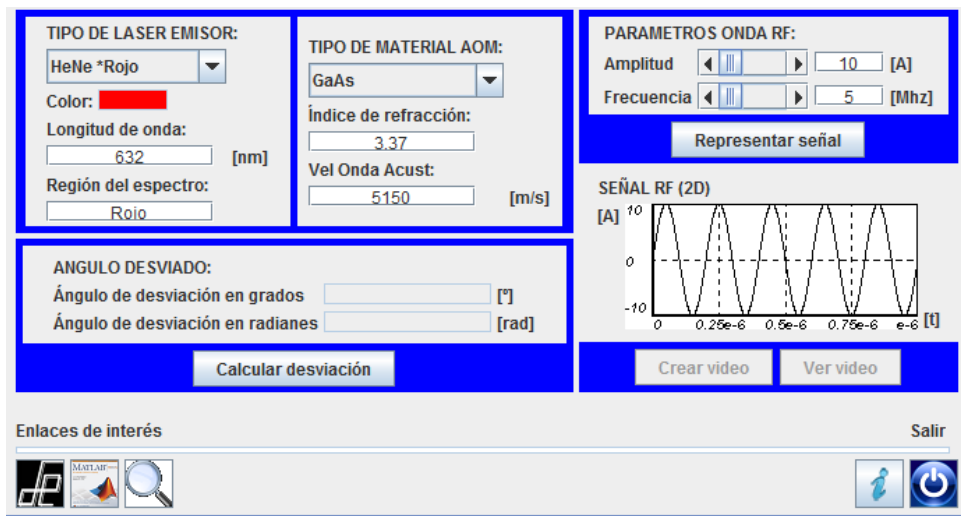 TIPO DE LASER EMISOR:
HeNe *Rojo
Color:
Longitud de onda:
632 [nm]
Región del espectro:
Rojo
TIPO DE MATERIAL AOM:
GaAs
Índice de refracción:
3.37
Vel Onda Acust:
5150 [m/s]
PARAMETROS ONDA RF:
Amplitud 10 [A]
Frecuencia 5 [Mhz]
Representar señal
SEÑAL RF (2D)
[A] 10
0
-10
0 0.25e-6 0.5e-6 0.75e-6 e-6 [t]
ANGULO DESVIADO:
Ángulo de desviación en grados [º]
Ángulo de desviación en radianes [rad]
Calcular desviación
Crear video Ver video
Enlaces de interés Salir
de MATLAB i